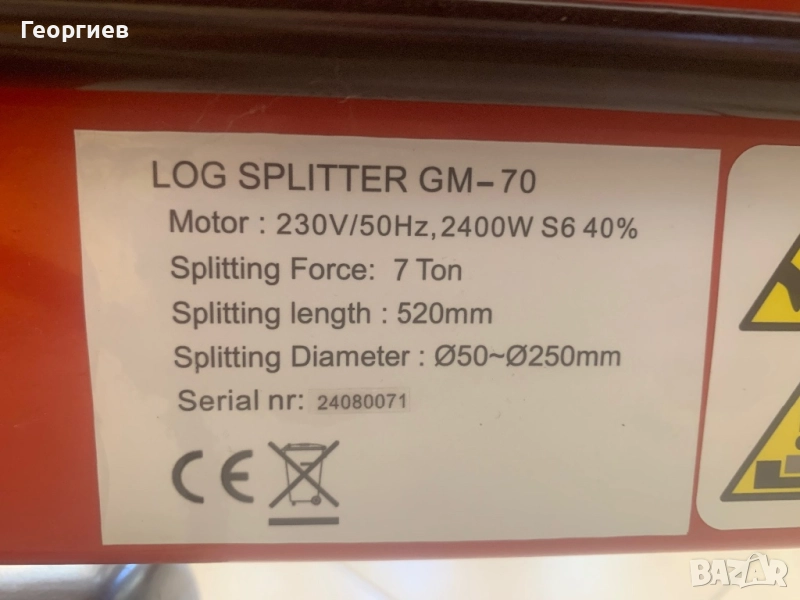 Георгиев
LOG SPLITTER GM-70
Motor : 230V/50Hz, 2400W S6 40%
Splitting Force: 7 Ton
Splitting length : 520mm
Splitting Diameter : Ø50~Ø250mm
Serial nr: 24080071
CE
BAZAR